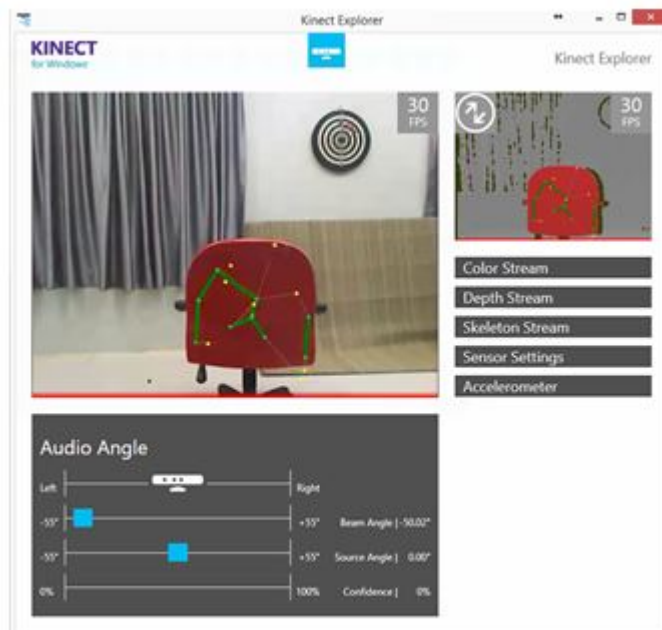 Kinect Explorer
KINECT
for Windows
Kinect Explorer
30
FPS
30
FPS
Color Stream
Depth Stream
Skeleton Stream
Sensor Settings
Accelerometer
Audio Angle
Left Right
-55° +55° Beam Angle | -50.02°
-55° +55° Source Angle | 0.00°
0% 100% Confidence | 0%